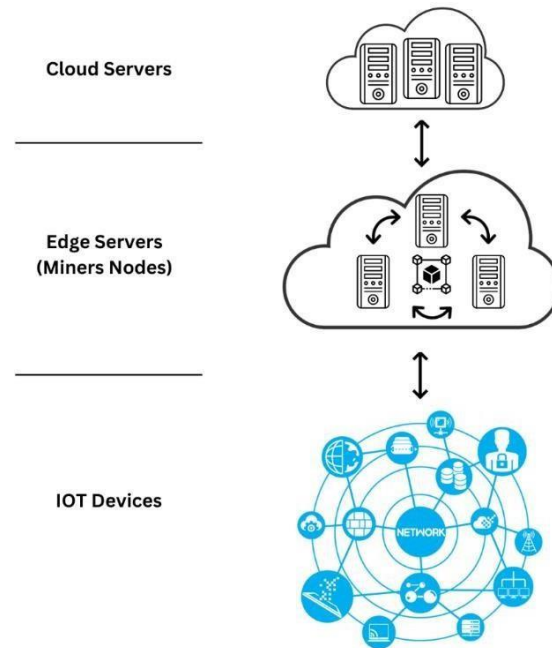 Cloud Servers
Edge Servers
(Miners Nodes)
IOT Devices
NETWORK